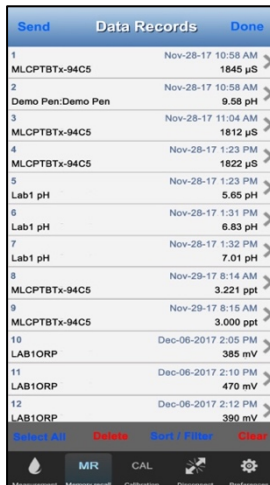 Send Data Records Done
1 Nov-28-17 10:58 AM
MLCPTBTx-94C5 1845 µS
2 Nov-28-17 10:58 AM
Demo Pen:Demo Pen 9.58 pH
3 Nov-28-17 11:04 AM
MLCPTBTx-94C5 1812 µS
4 Nov-28-17 1:23 PM
MLCPTBTx-94C5 1822 µS
5 Nov-28-17 1:23 PM
Lab1 pH 5.65 pH
6 Nov-28-17 1:31 PM
Lab1 pH 6.83 pH
7 Nov-28-17 1:32 PM
Lab1 pH 7.01 pH
8 Nov-29-17 8:14 AM
MLCPTBTx-94C5 3.221 ppt
9 Nov-29-17 8:15 AM
MLCPTBTx-94C5 3.000 ppt
10 Dec-06-2017 2:05 PM
LAB1ORP 385 mV
11 Dec-06-2017 2:10 PM
LAB1ORP 470 mV
12 Dec-06-2017 2:12 PM
LAB1ORP 390 mV
Select All Delete Sort / Filter Clear
MR CAL